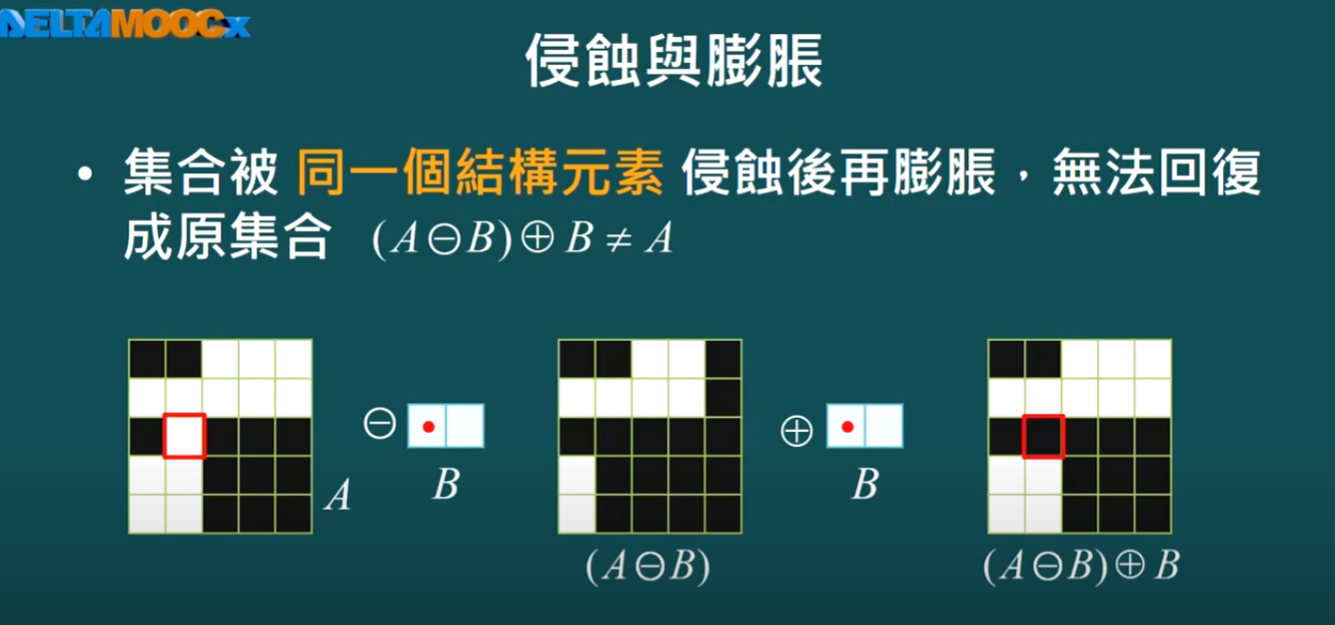 DELTAMOOCx
侵蝕與膨脹
• 集合被 同一個結構元素 侵蝕後再膨脹，無法回復
成原集合 (A⊖B)⊕B≠A
⊖ ⊕
A B B
(A⊖B) (A⊖B)⊕B